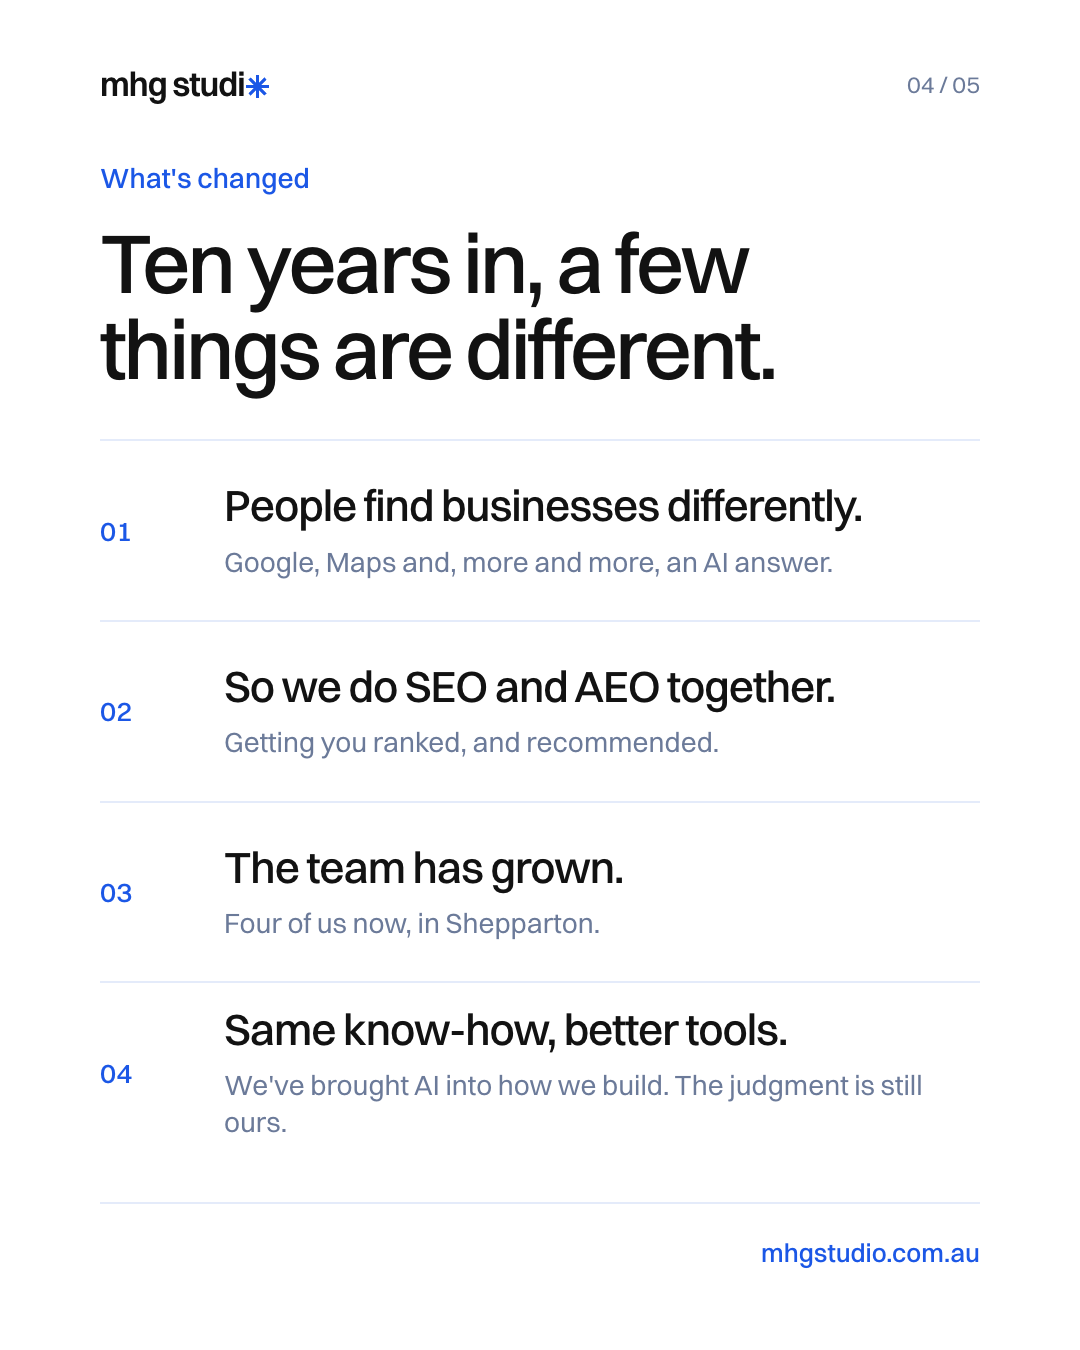 mhg studi*
04 / 05
What's changed
Ten years in, a few
things are different.
01
People find businesses differently.
Google, Maps and, more and more, an AI answer.
02
So we do SEO and AEO together.
Getting you ranked, and recommended.
03
The team has grown.
Four of us now, in Shepparton.
04
Same know-how, better tools.
We've brought AI into how we build. The judgment is still
ours.
mhgstudio.com.au